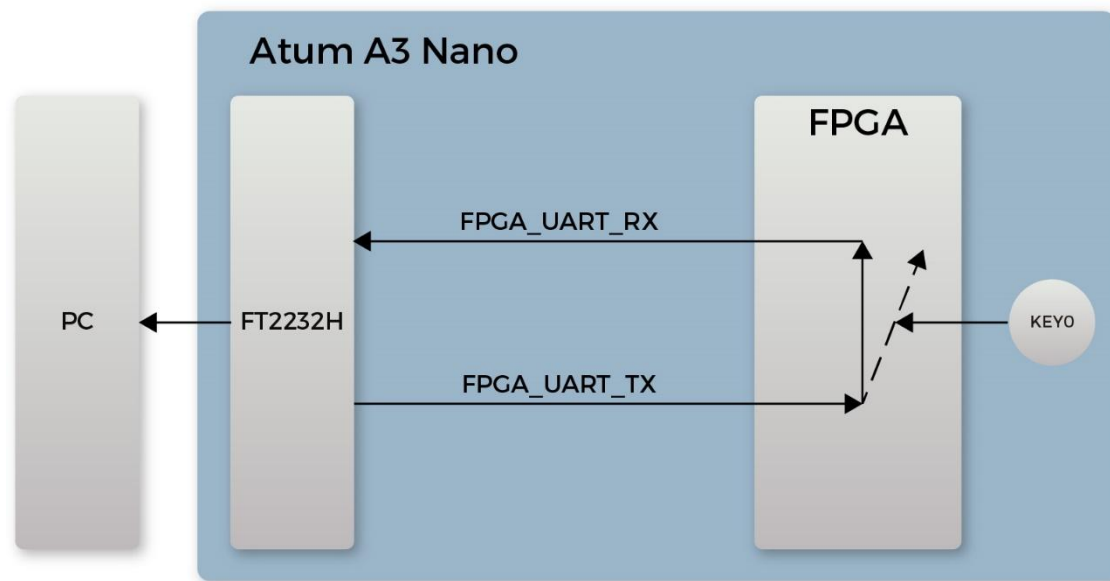 Atum A3 Nano
FPGA
FPGA_UART_RX
PC
FT2232H
KEY0
FPGA_UART_TX